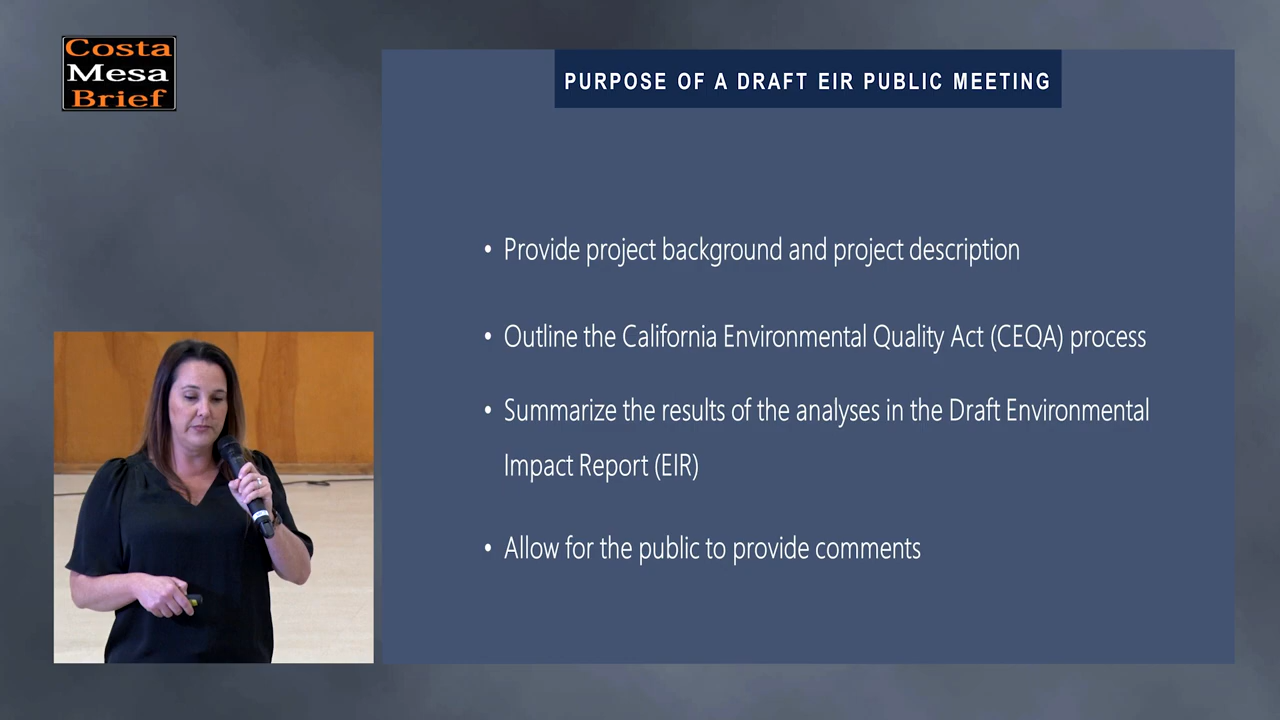 Costa
Mesa
Brief
PURPOSE OF A DRAFT EIR PUBLIC MEETING
• Provide project background and project description
• Outline the California Environmental Quality Act (CEQA) process
• Summarize the results of the analyses in the Draft Environmental
Impact Report (EIR)
• Allow for the public to provide comments